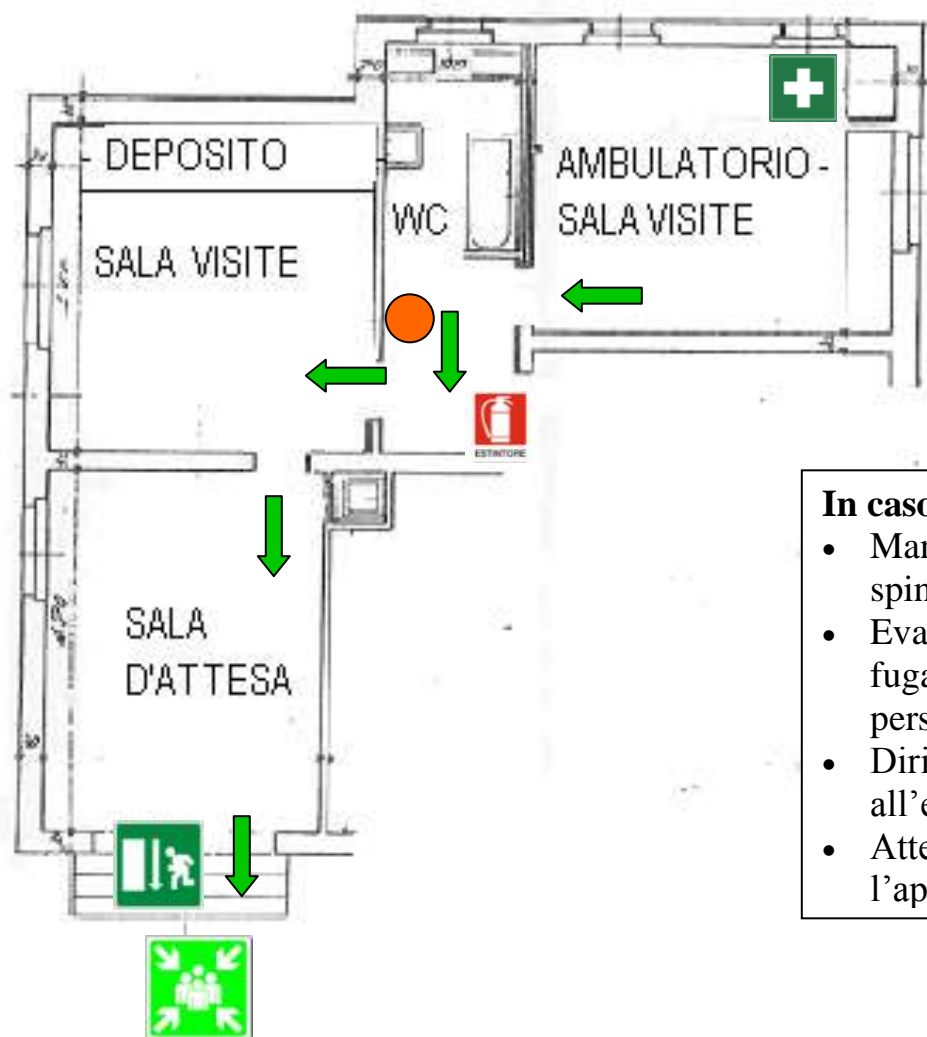 DEPOSITO
SALA VISITE
WC
AMBULATORIO -
SALA VISITE
ESTINTORE
SALA
D'ATTESA
In caso
• Mar
spin
• Eva
fuga
pers
• Diri
all’e
• Atte
l’ap